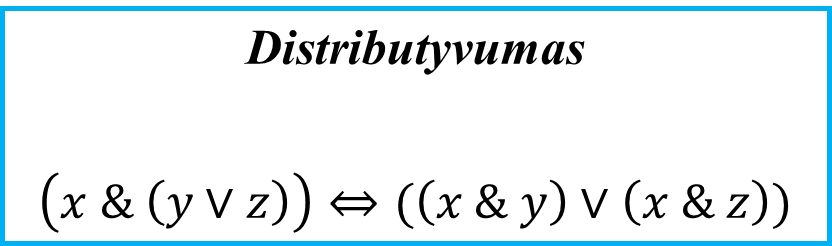 Distributyvumas
(x & (y ∨ z)) ⇔ ((x & y) ∨ (x & z))